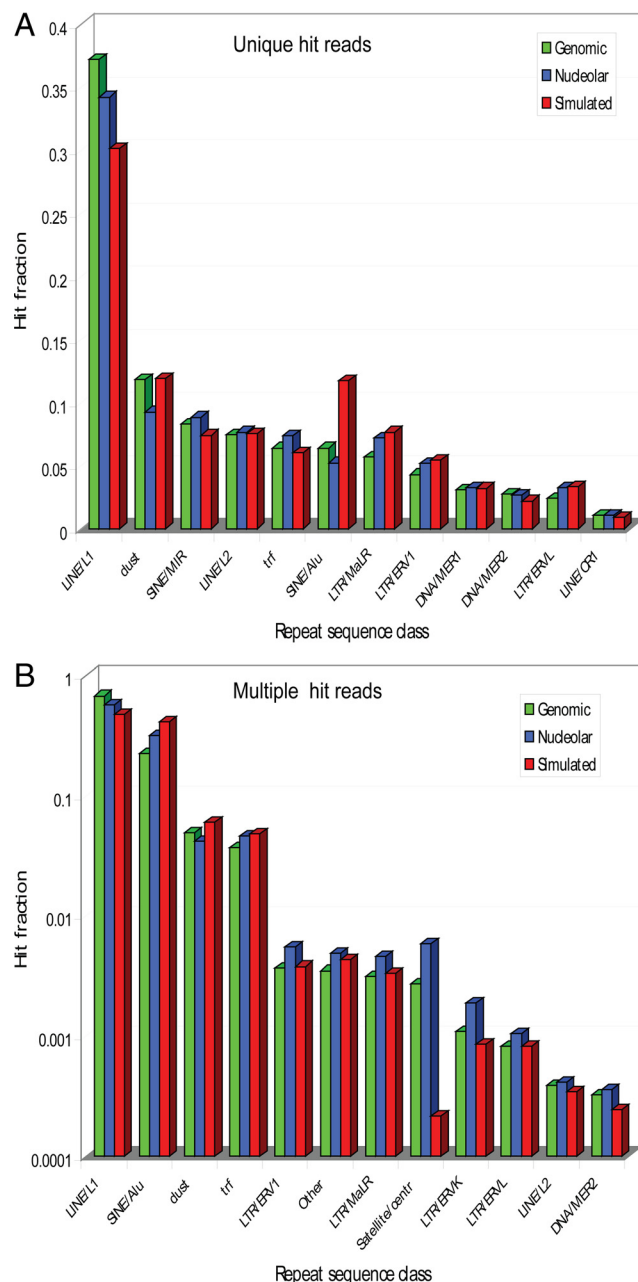 A
Unique hit reads
Genomic
Nucleolar
Simulated
0.4
0.35
0.3
0.25
0.2
0.15
0.1
0.05
0
Hit fraction
LINE/L1
dust
SINE/MIR
LINE/L2
trf
SINE/Alu
LTR/MaLR
LTR/ERV1
DNA/MER1
DNA/MER2
LTR/ERVL
LINE/CR1
Repeat sequence class
B
Multiple hit reads
Genomic
Nucleolar
Simulated
1
0.1
0.01
0.001
0.0001
Hit fraction
LINE/L1
SINE/Alu
dust
trf
LTR/ERV1
Other
LTR/MaLR
Satellite/centr
LTR/ERVK
LTR/ERVL
LINE/L2
DNA/MER2
Repeat sequence class